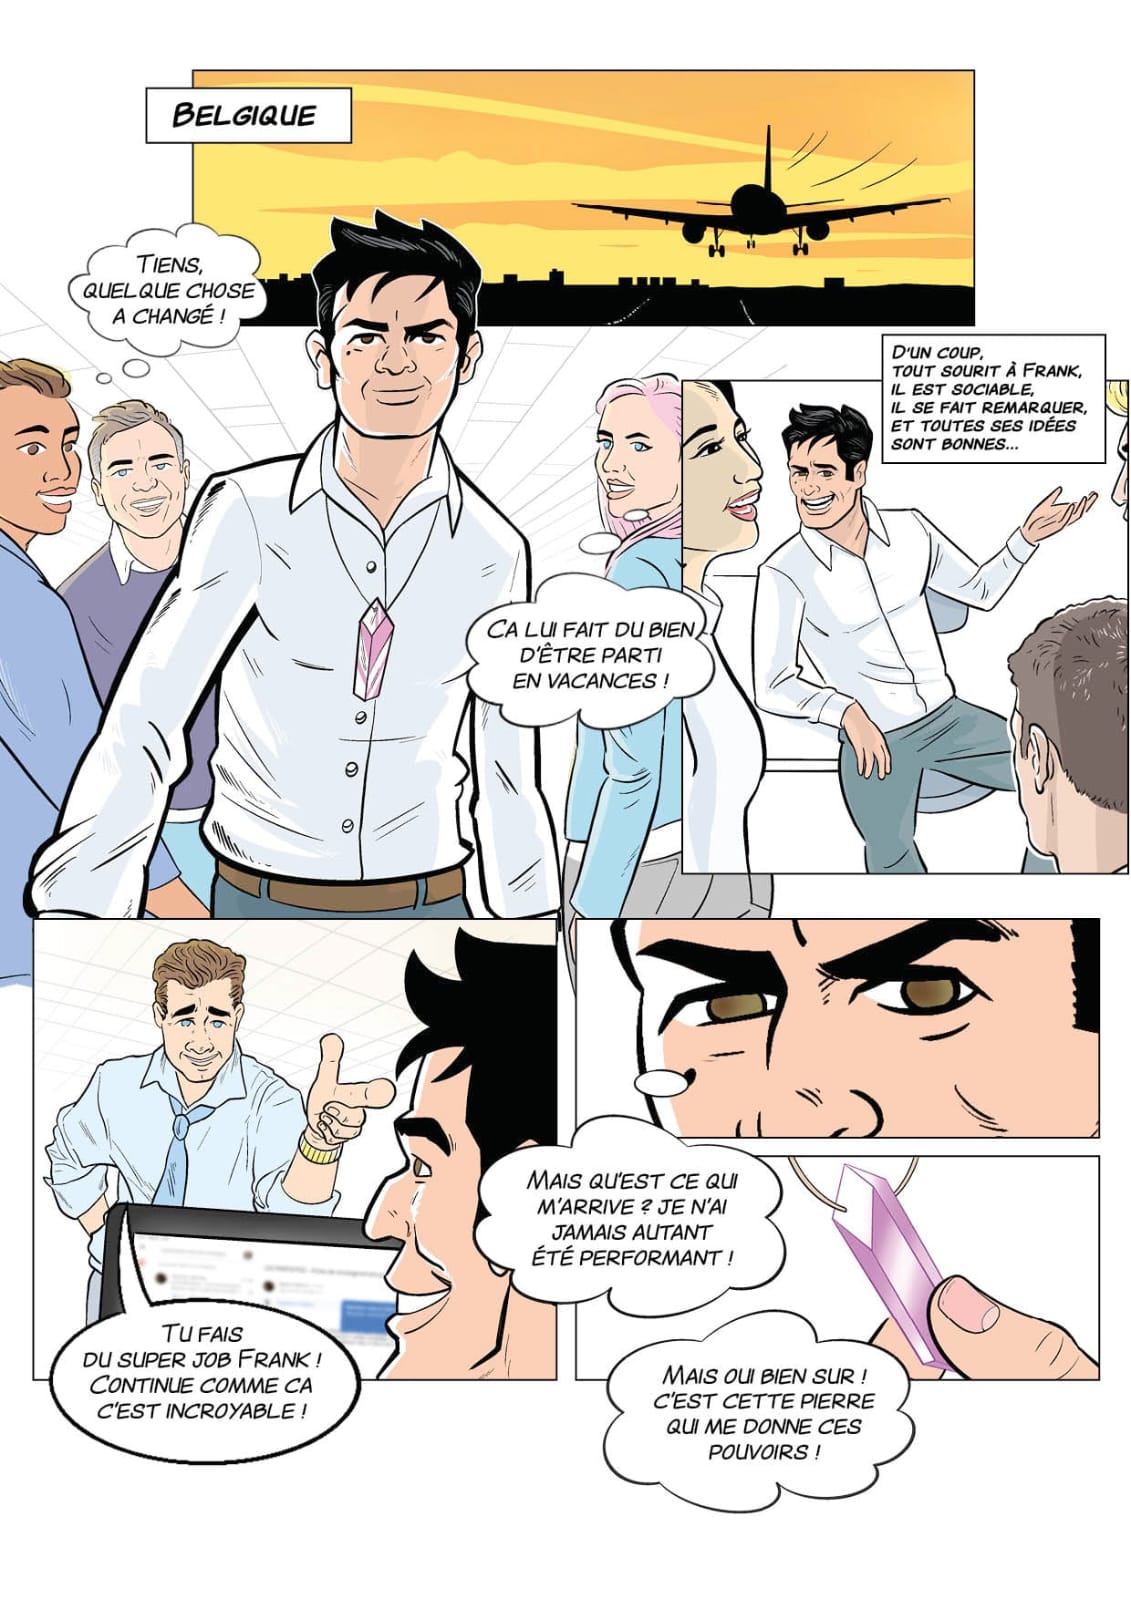 BELGIQUE
TIENS,
QUELQUE CHOSE
A CHANGÉ !
D'UN COUP,
TOUT SOURIT À FRANK,
IL EST SOCIABLE,
IL SE FAIT REMARQUER,
ET TOUTES SES IDÉES
SONT BONNES...
CA LUI FAIT DU BIEN
D'ÊTRE PARTI
EN VACANCES !
TU FAIS
DU SUPER JOB FRANK !
CONTINUE COMME CA
C'EST INCROYABLE !
MAIS QU'EST CE QUI
M'ARRIVE ? JE N'AI
JAMAIS AUTANT
ÉTÉ PERFORMANT !
MAIS OUI BIEN SUR !
C'EST CETTE PIERRE
QUI ME DONNE CES
POUVOIRS !